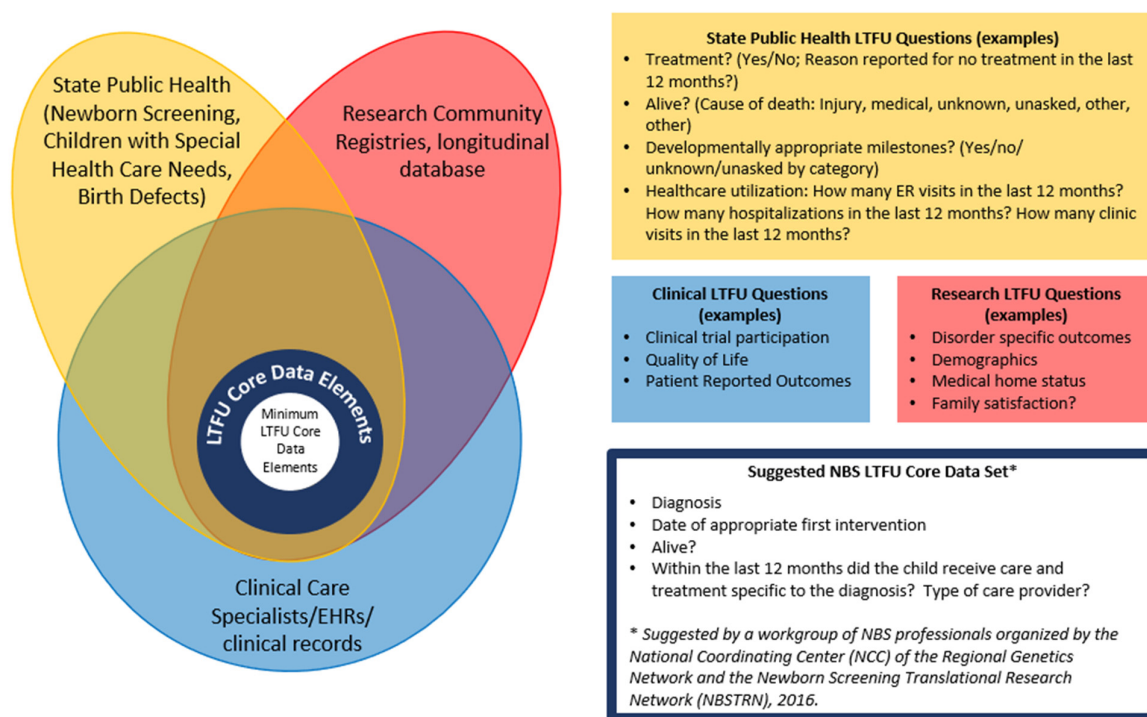 State Public Health
(Newborn Screening,
Children with Special
Health Care Needs,
Birth Defects)
Research Community
Registries, longitudinal
database
LTFU Core Data Elements
Minimum
LTFU Core
Data
Elements
Clinical Care
Specialists/EHRs/
clinical records
State Public Health LTFU Questions (examples)
• Treatment? (Yes/No; Reason reported for no treatment in the last
12 months?)
• Alive? (Cause of death: Injury, medical, unknown, unasked, other,
other)
• Developmentally appropriate milestones? (Yes/no/
unknown/unasked by category)
• Healthcare utilization: How many ER visits in the last 12 months?
How many hospitalizations in the last 12 months? How many clinic
visits in the last 12 months?
Clinical LTFU Questions
(examples)
• Clinical trial participation
• Quality of Life
• Patient Reported Outcomes
Research LTFU Questions
(examples)
• Disorder specific outcomes
• Demographics
• Medical home status
• Family satisfaction?
Suggested NBS LTFU Core Data Set*
• Diagnosis
• Date of appropriate first intervention
• Alive?
• Within the last 12 months did the child receive care and
treatment specific to the diagnosis? Type of care provider?
* Suggested by a workgroup of NBS professionals organized by the
National Coordinating Center (NCC) of the Regional Genetics
Network and the Newborn Screening Translational Research
Network (NBSTRN), 2016.